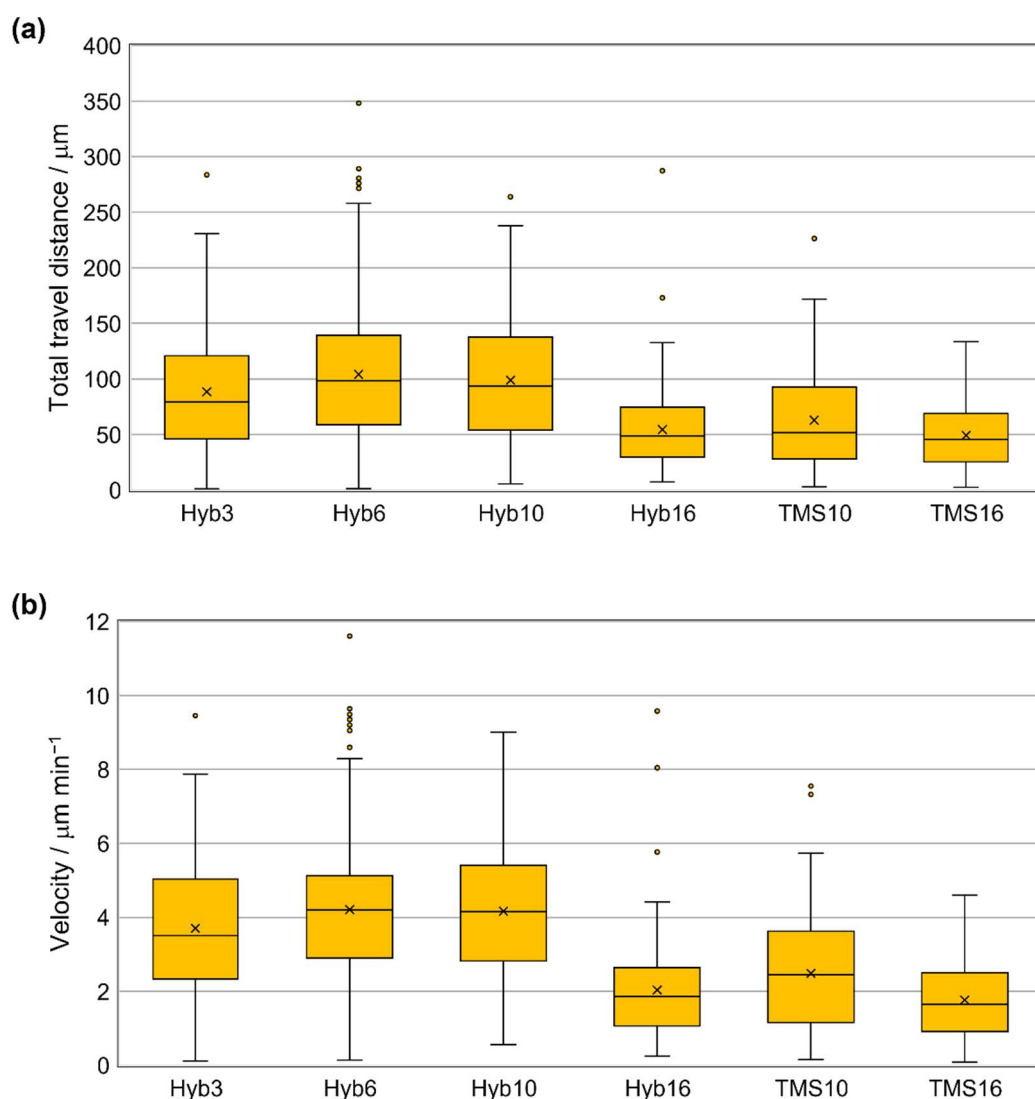 (a)
Total travel distance / μm
400
350
300
250
200
150
100
50
0
Hyb3 Hyb6 Hyb10 Hyb16 TMS10 TMS16
(b)
Velocity / μm min⁻¹
12
10
8
6
4
2
0
Hyb3 Hyb6 Hyb10 Hyb16 TMS10 TMS16